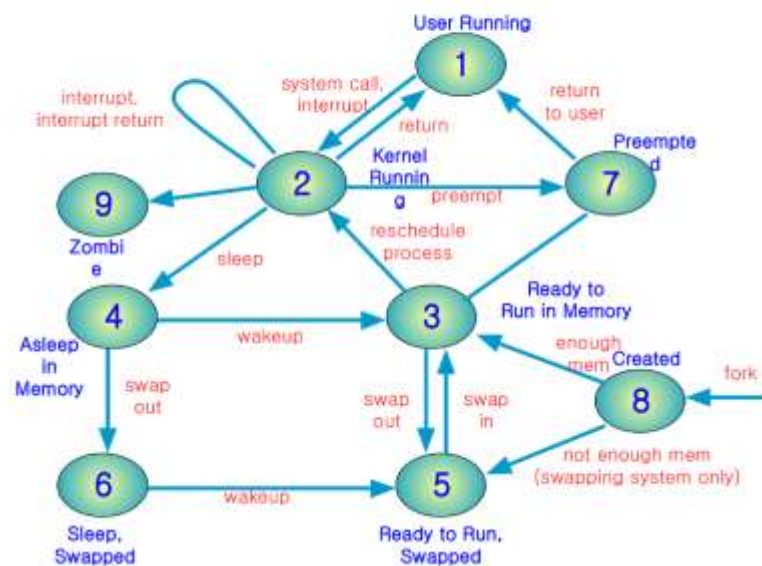 User Running
1
system call,
interrupt
interrupt,
interrupt return
return
return
to user
Preempte
d
2
Kernel
Runnin
g
7
9
preempt
Zombi
e
sleep
reschedule
process
4
3
Ready to
Run in Memory
wakeup
Asleep
in
Memory
enough
mem
Created
swap
out
swap
out
swap
in
8
fork
6
5
not enough mem
(swapping system only)
wakeup
Sleep,
Swapped
Ready to Run,
Swapped